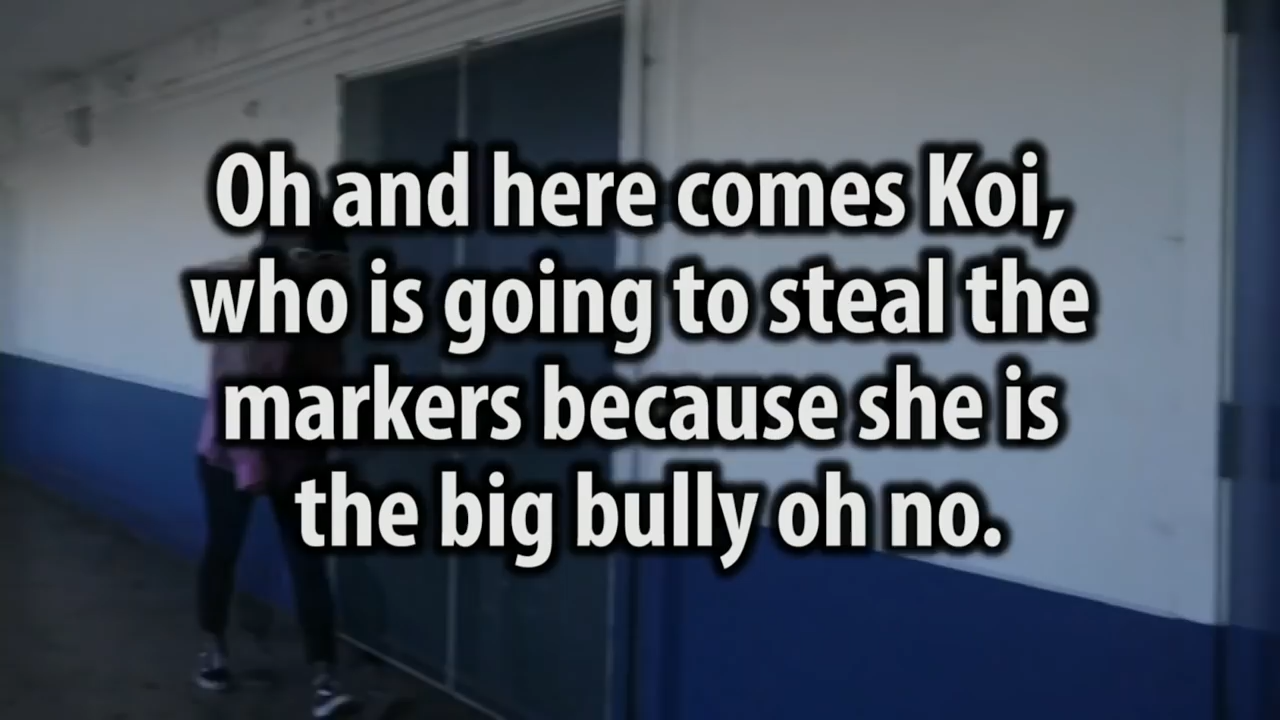 Oh and here comes Koi,
who is going to steal the
markers because she is
the big bully oh no.